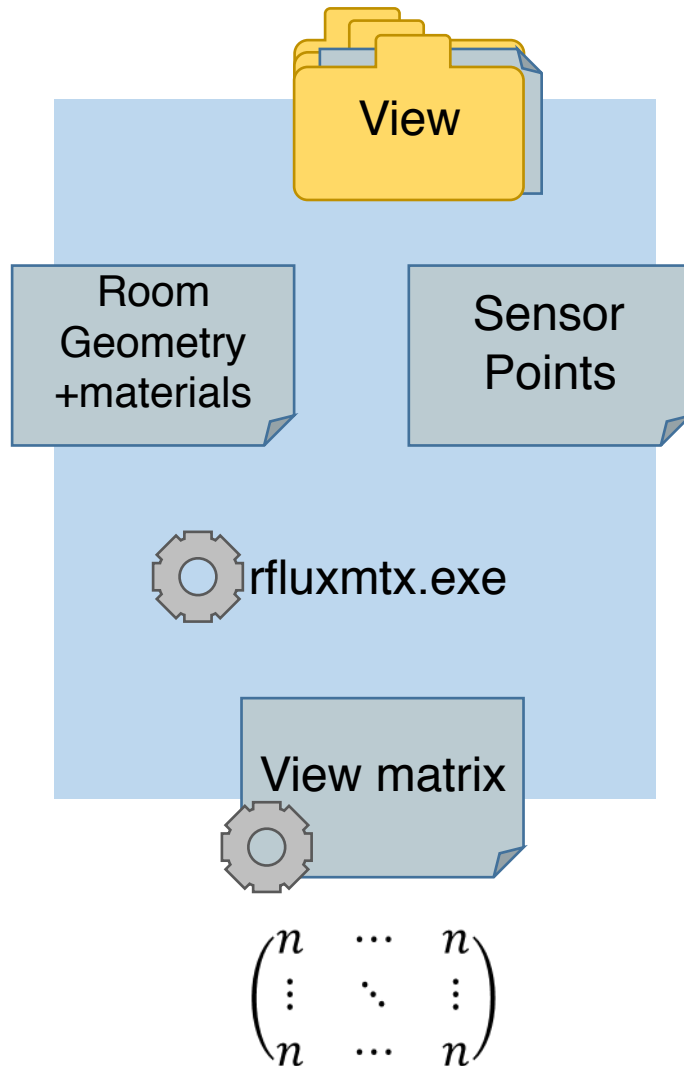 View
Room
Geometry
+materials
Sensor
Points
rfluxmtx.exe
View matrix
n ⋯ n
⋮ ⋱ ⋮
n ⋯ n